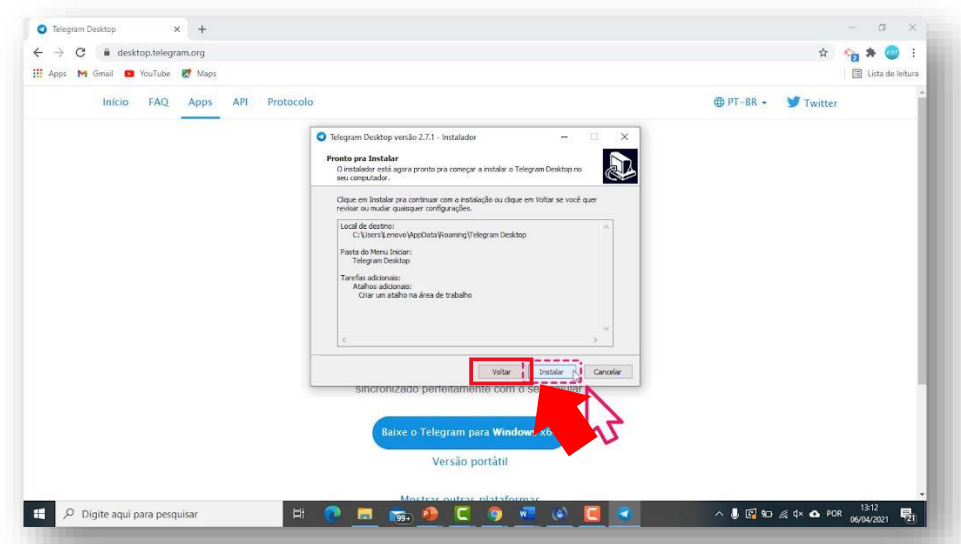 Telegram Desktop
desktop.telegram.org
Apps Gmail YouTube Maps Lista de leitura
Início FAQ Apps API Protocolo PT-BR Twitter
Telegram Desktop versão 2.7.1 - Instalador
Pronto pra Instalar
O instalador está agora pronto pra começar a instalar o Telegram Desktop no
seu computador.
Clique em Instalar pra continuar com a instalação ou clique em Voltar se você quer
revisar ou mudar quaisquer configurações.
Local de destino:
C:\Users\Lenovo\AppData\Roaming\Telegram Desktop
Pasta do Menu Iniciar:
Telegram Desktop
Tarefas adicionais:
Atalhos adicionais:
Criar um atalho na área de trabalho
Voltar Instalar Cancelar
sincronizado perfeitamente com o seu celular
Baixe o Telegram para Windows x64
Versão portátil
Mostrar outras plataformas
Digite aqui para pesquisar 99+ POR 13:12
06/04/2021 21